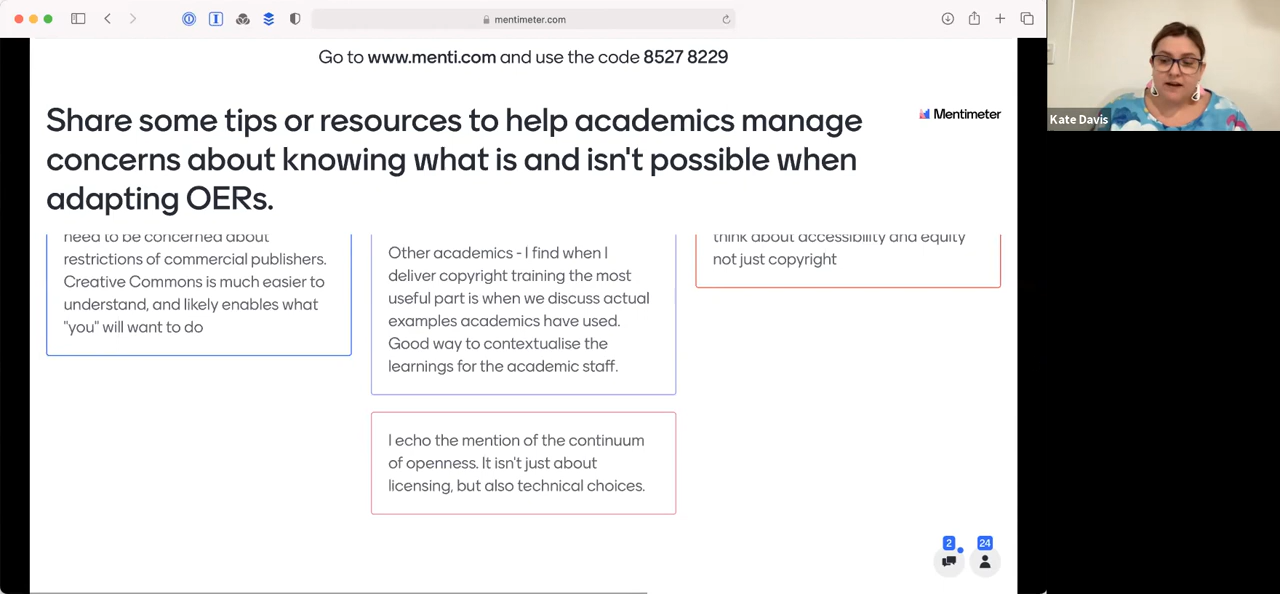 mentimeter.com
Go to www.menti.com and use the code 8527 8229
Share some tips or resources to help academics manage
concerns about knowing what is and isn't possible when
adapting OERs.
Mentimeter
need to be concerned about
restrictions of commercial publishers.
Creative Commons is much easier to
understand, and likely enables what
"you" will want to do
Other academics - I find when I
deliver copyright training the most
useful part is when we discuss actual
examples academics have used.
Good way to contextualise the
learnings for the academic staff.
I echo the mention of the continuum
of openness. It isn't just about
licensing, but also technical choices.
think about accessibility and equity
not just copyright
2
24
Kate Davis